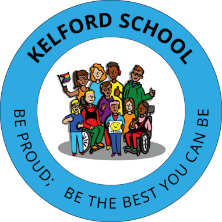 KELFORD SCHOOL
BE PROUD; BE THE BEST YOU CAN BE